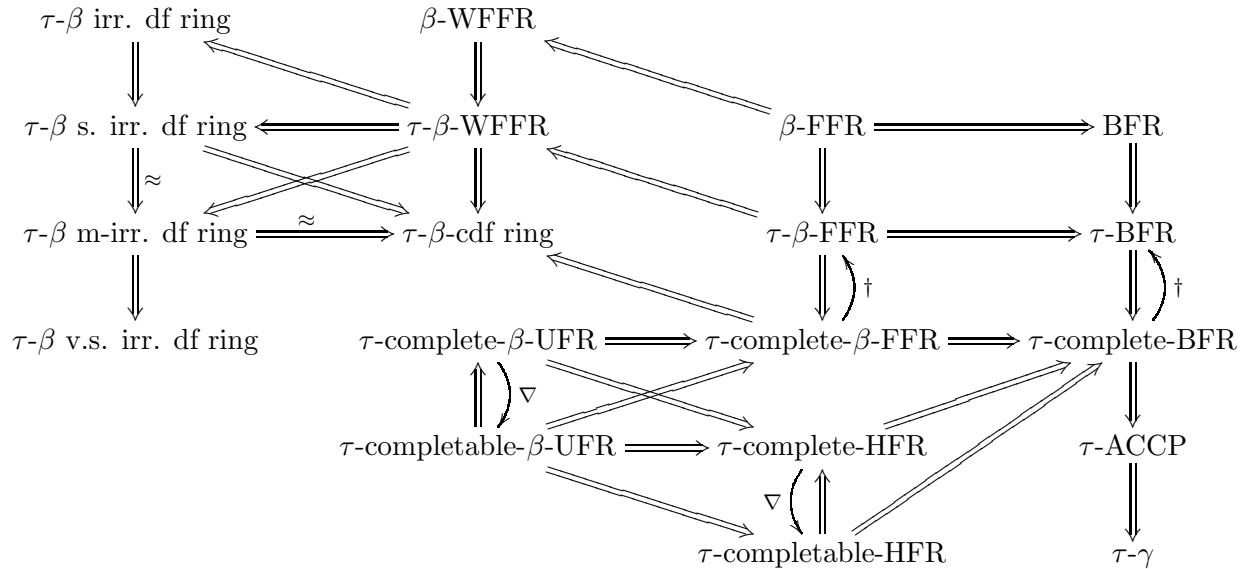 τ-β irr. df ring β-WFFR
τ-β s. irr. df ring τ-β-WFFR β-FFR BFR
≈
τ-β m-irr. df ring ≈ τ-β-cdf ring τ-β-FFR τ-BFR
† †
τ-β v.s. irr. df ring τ-complete-β-UFR τ-complete-β-FFR τ-complete-BFR
∇
τ-completable-β-UFR τ-complete-HFR τ-ACCP
∇
τ-completable-HFR τ-γ